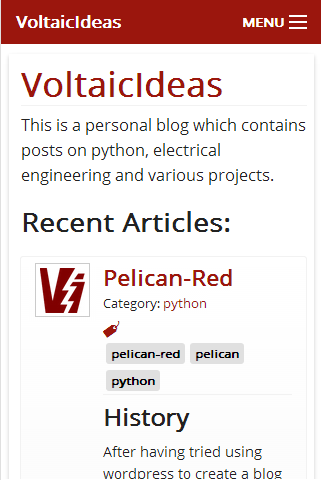 VoltaicIdeas MENU
VoltaicIdeas
This is a personal blog which contains
posts on python, electrical
engineering and various projects.
Recent Articles:
Vi
Pelican-Red
Category: python
pelican-red pelican
python
History
After having tried using
wordpress to create a blog